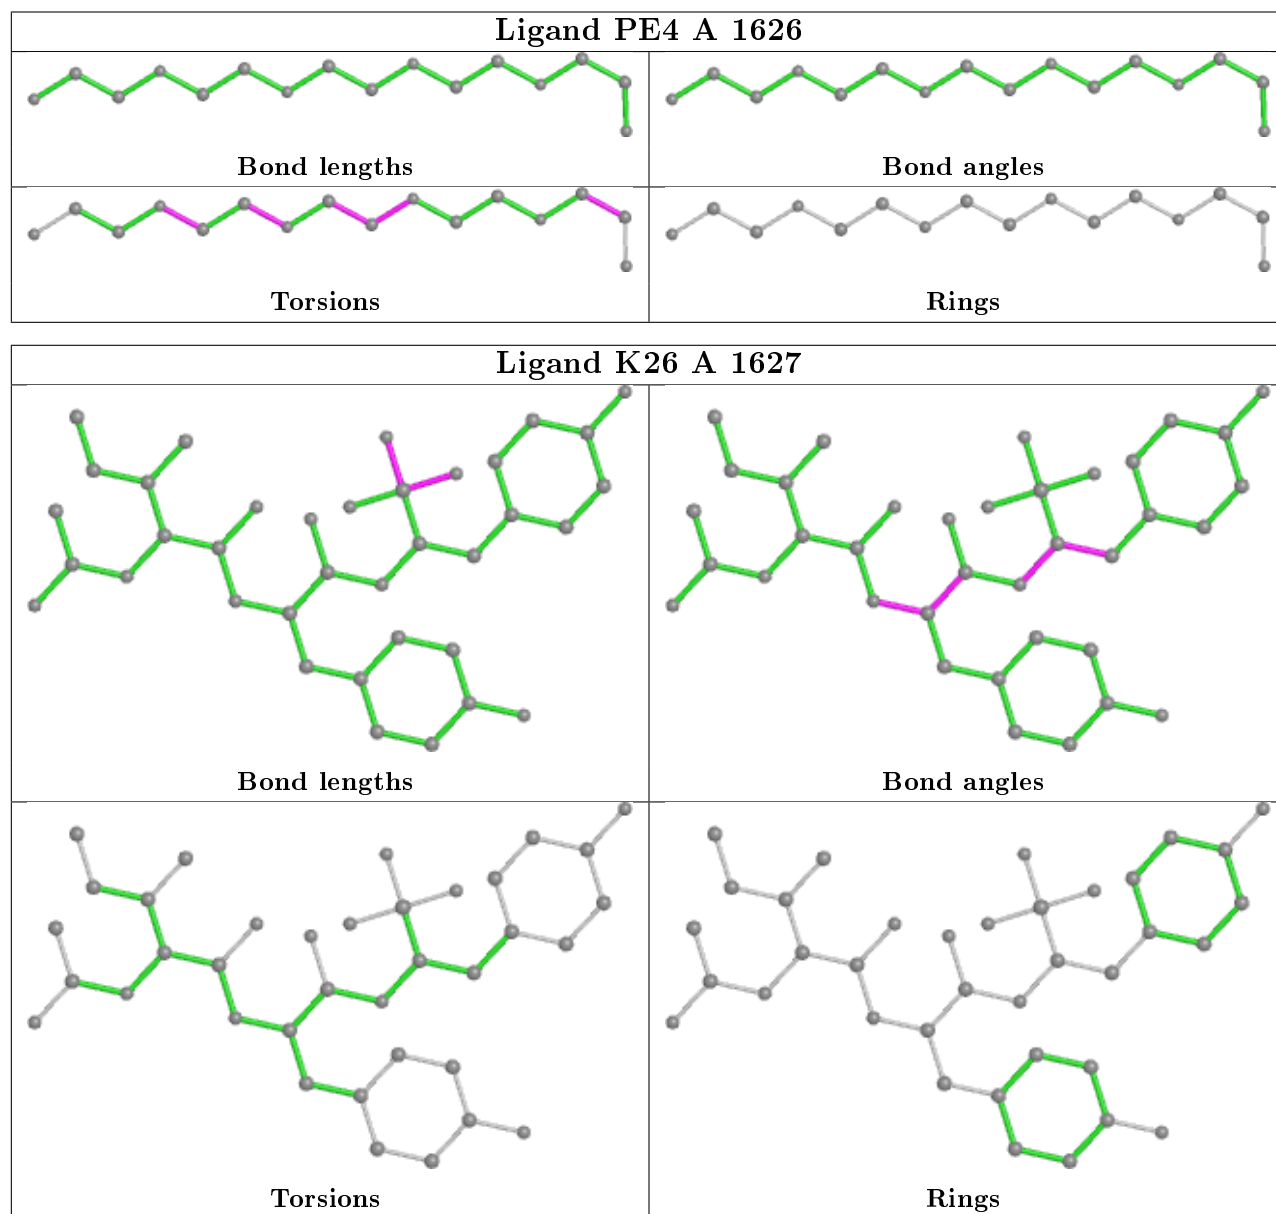 Ligand PE4 A 1626
Bond lengths
Bond angles
Torsions
Rings
Ligand K26 A 1627
Bond lengths
Bond angles
Torsions
Rings